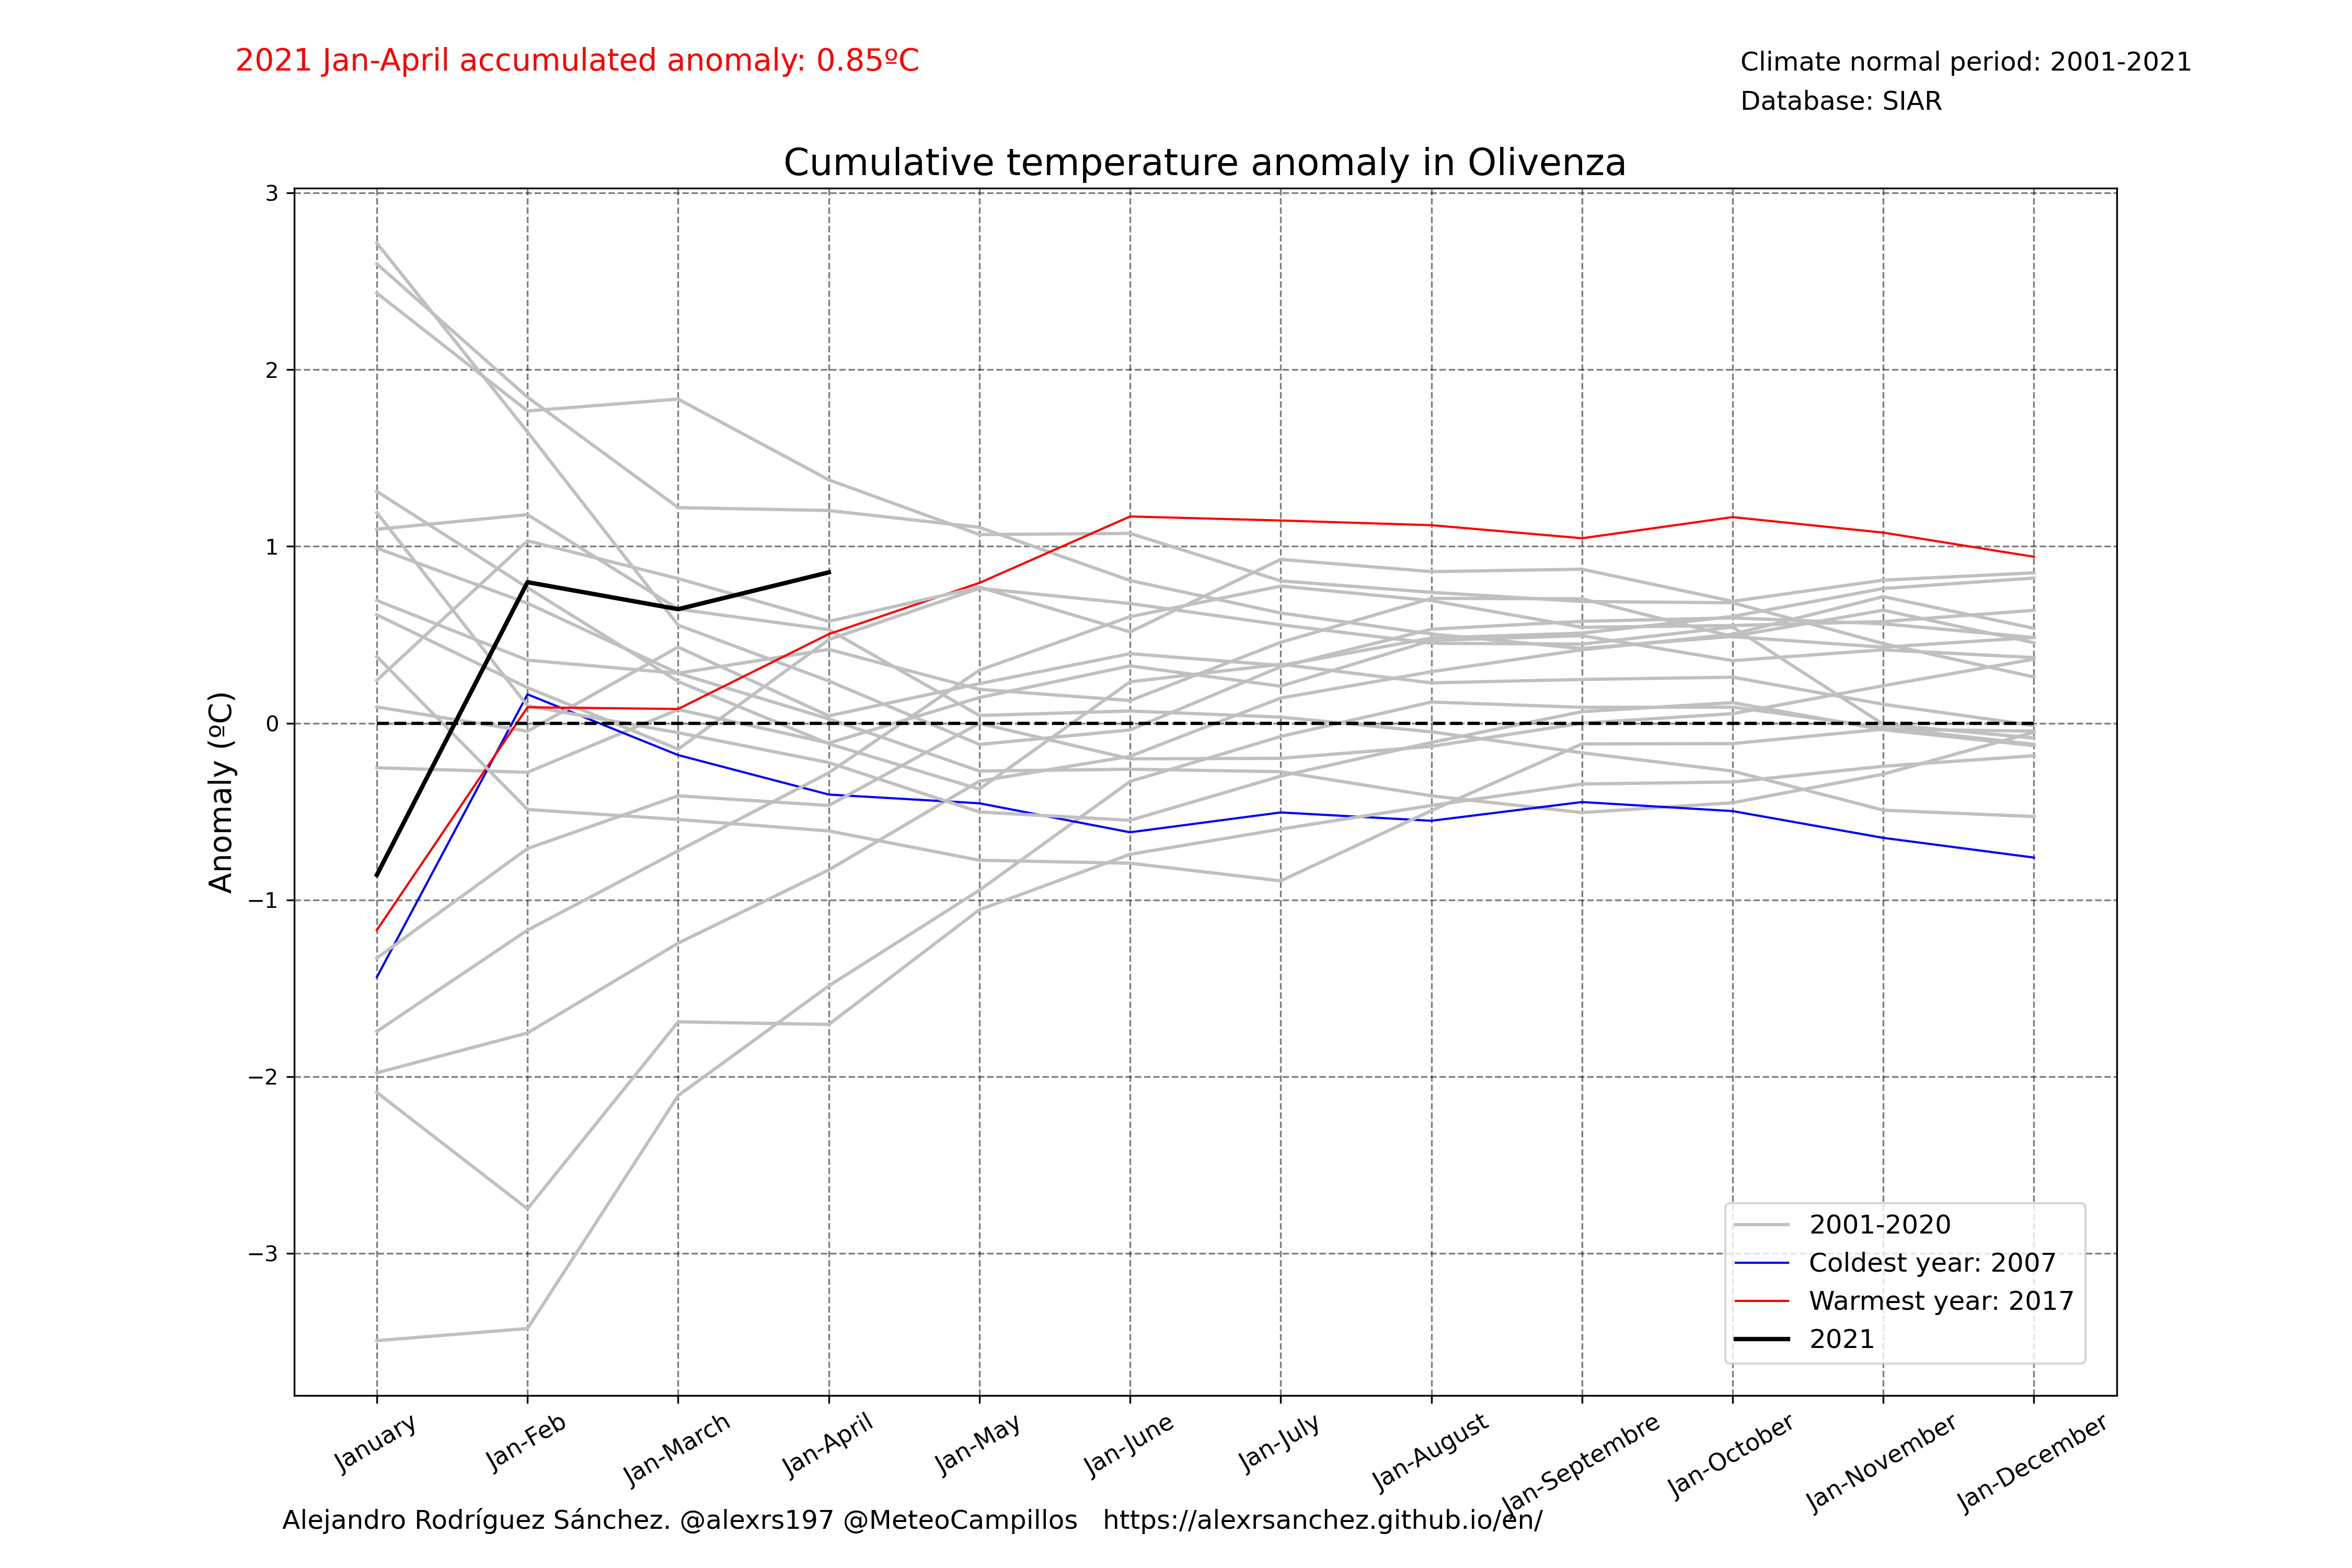 2021 Jan-April accumulated anomaly: 0.85ºC
Climate normal period: 2001-2021
Database: SIAR
Cumulative temperature anomaly in Olivenza
Anomaly (ºC)
3
2
1
0
−1
−2
−3
2001-2020
Coldest year: 2007
Warmest year: 2017
2021
January
Jan-Feb
Jan-March
Jan-April
Jan-May
Jan-June
Jan-July
Jan-August
Jan-Septembre
Jan-October
Jan-November
Jan-December
Alejandro Rodríguez Sánchez. @alexrs197 @MeteoCampillos https://alexrsanchez.github.io/en/